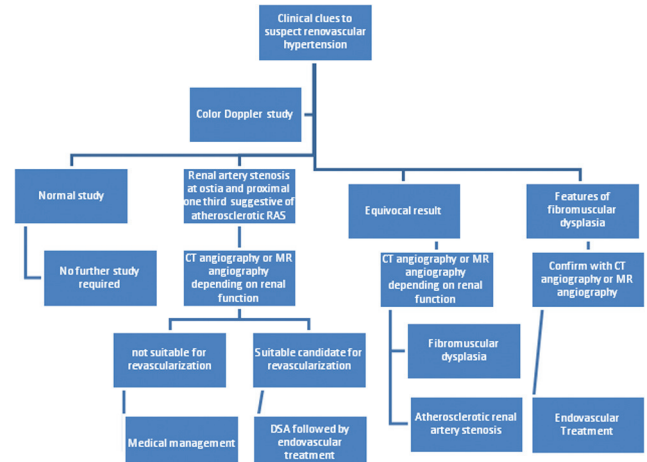 Clinical clues to
suspect renovascular
hypertension
Color Doppler study
Normal study
No further study
required
Renal artery stenosis
at ostia and proximal
one third suggestive of
atherosclerotic RAS
CT angiography or MR
angiography
depending on renal
function
not suitable for
revascularization
Medical management
Suitable candidate for
revascularization
DSA followed by
endovascular
treatment
Equivocal result
CT angiography or MR
angiography
depending on renal
function
Fibromuscular
dysplasia
Atherosclerotic renal
artery stenosis
Features of
fibromuscular
dysplasia
Confirm with CT
angiography or MR
angiography
Endovascular
Treatment